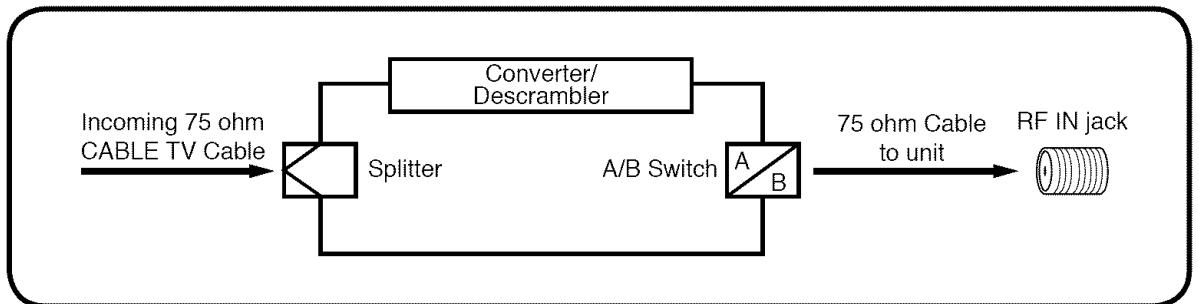 Converter/
Descrambler
Incoming 75 ohm
CABLE TV Cable
Splitter
A/B Switch
A
B
75 ohm Cable
to unit
RF IN jack